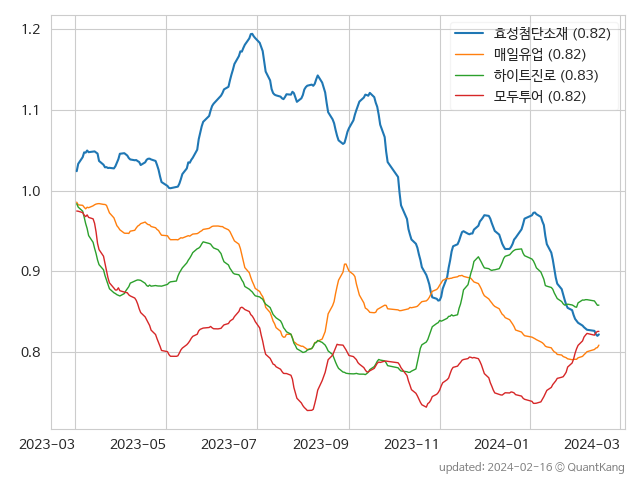 1.2
1.1
1.0
0.9
0.8
효성첨단소재 (0.82)
매일유업 (0.82)
하이트진로 (0.83)
모두투어 (0.82)
2023-03 2023-05 2023-07 2023-09 2023-11 2024-01 2024-03
updated: 2024-02-16 © QuantKang